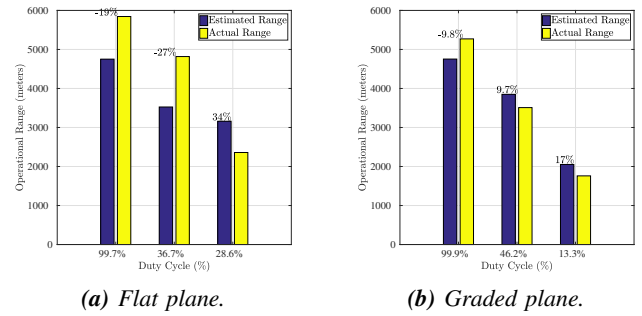 6000
5000
4000
3000
2000
1000
0
Operational Range (meters)
-19%
-27%
34%
Estimated Range
Actual Range
99.7%
36.7%
28.6%
Duty Cycle (%)
(a) Flat plane.
6000
5000
4000
3000
2000
1000
0
Operational Range (meters)
-9.8%
9.7%
17%
Estimated Range
Actual Range
99.9%
46.2%
13.3%
Duty Cycle (%)
(b) Graded plane.